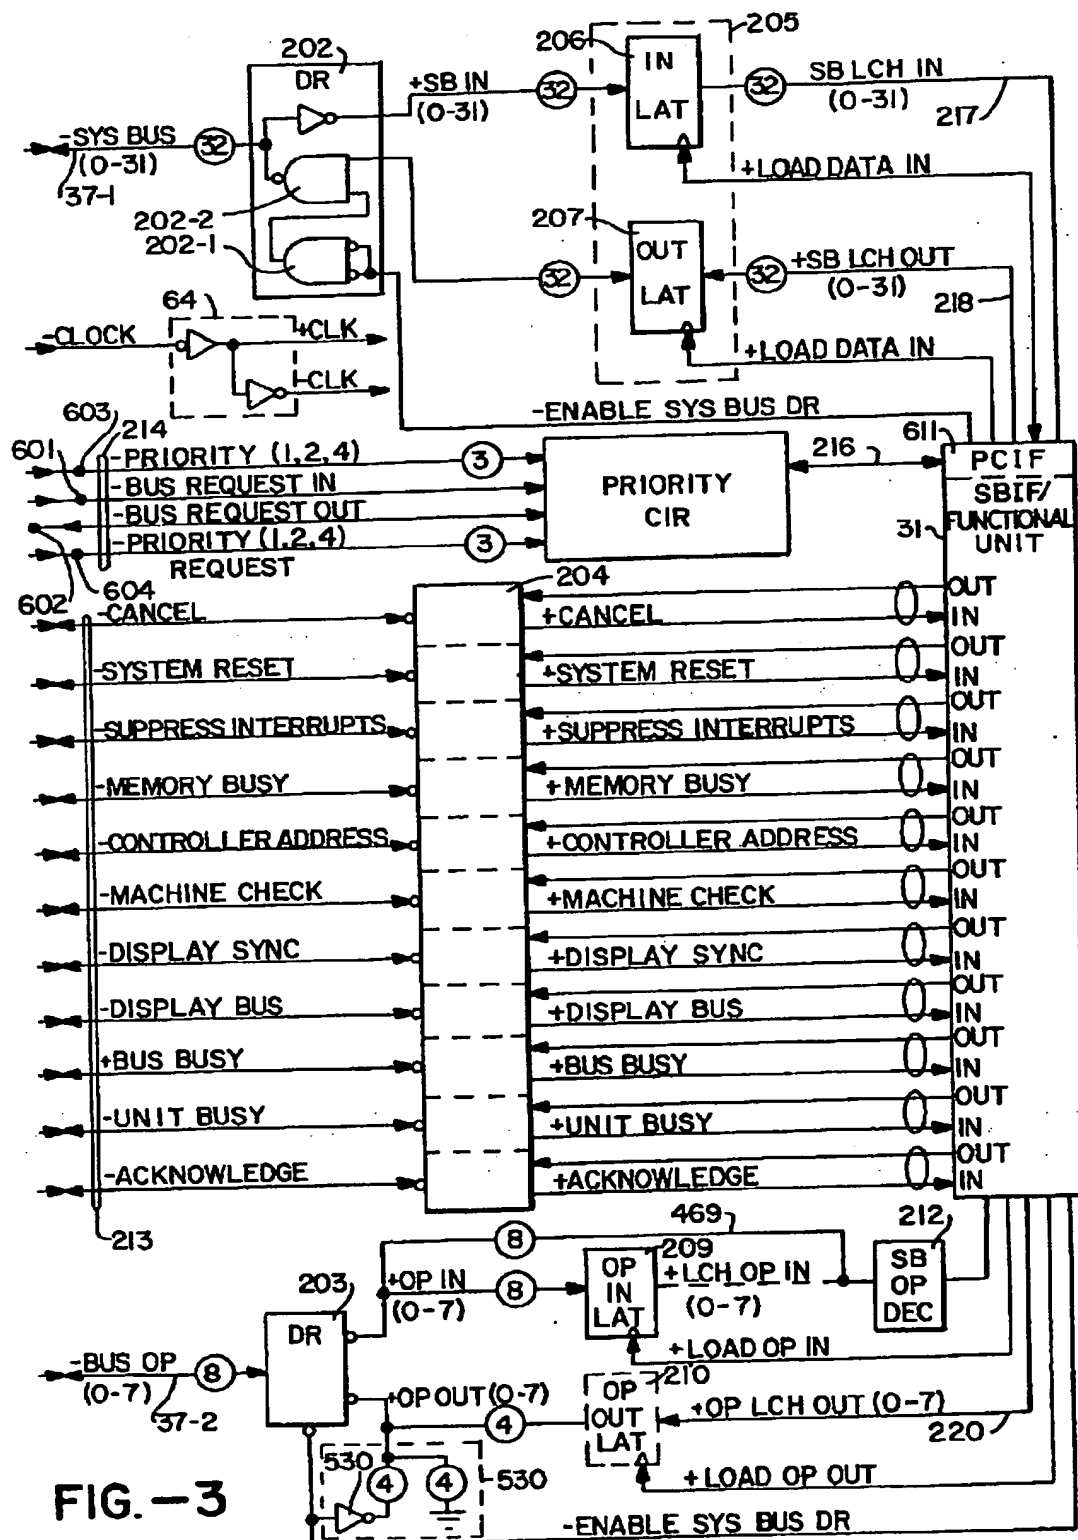 202
DR
-SYS BUS
(0-31)
37-1
32
+SB IN
(0-31)
32
206
205
IN
LAT
32
SB LCH IN
(0-31)
217
+LOAD DATA IN
202-2
202-1
207
OUT
LAT
32
32
+SB LCH OUT
(0-31)
218
+LOAD DATA IN
64
-CLOCK
+CLK
-CLK
-ENABLE SYS BUS DR
603
214
601
-PRIORITY (1,2,4)
3
-BUS REQUEST IN
-BUS REQUEST OUT
-PRIORITY (1,2,4)
REQUEST
3
602
604
PRIORITY
CIR
216
611
PCIF
SBIF/
FUNCTIONAL
UNIT
31
204
-CANCEL
+CANCEL
OUT
IN
-SYSTEM RESET
+SYSTEM RESET
OUT
IN
-SUPPRESS INTERRUPTS
+SUPPRESS INTERRUPTS
OUT
IN
-MEMORY BUSY
+MEMORY BUSY
OUT
IN
-CONTROLLER ADDRESS
+CONTROLLER ADDRESS
OUT
IN
-MACHINE CHECK
+MACHINE CHECK
OUT
IN
-DISPLAY SYNC
+DISPLAY SYNC
OUT
IN
-DISPLAY BUS
+DISPLAY BUS
OUT
IN
+BUS BUSY
+BUS BUSY
OUT
IN
-UNIT BUSY
+UNIT BUSY
OUT
IN
-ACKNOWLEDGE
+ACKNOWLEDGE
OUT
IN
213
469
212
8
209
203
+OP IN
(0-7)
8
OP
IN
LAT
+LCH OP IN
(0-7)
SB
OP
DEC
DR
-BUS OP
(0-7)
8
37-2
+LOAD OP IN
210
+OP OUT (0-7)
4
OP
OUT
LAT
+OP LCH OUT (0-7)
220
530
4
4
530
+LOAD OP OUT
-ENABLE SYS BUS DR
FIG.-3